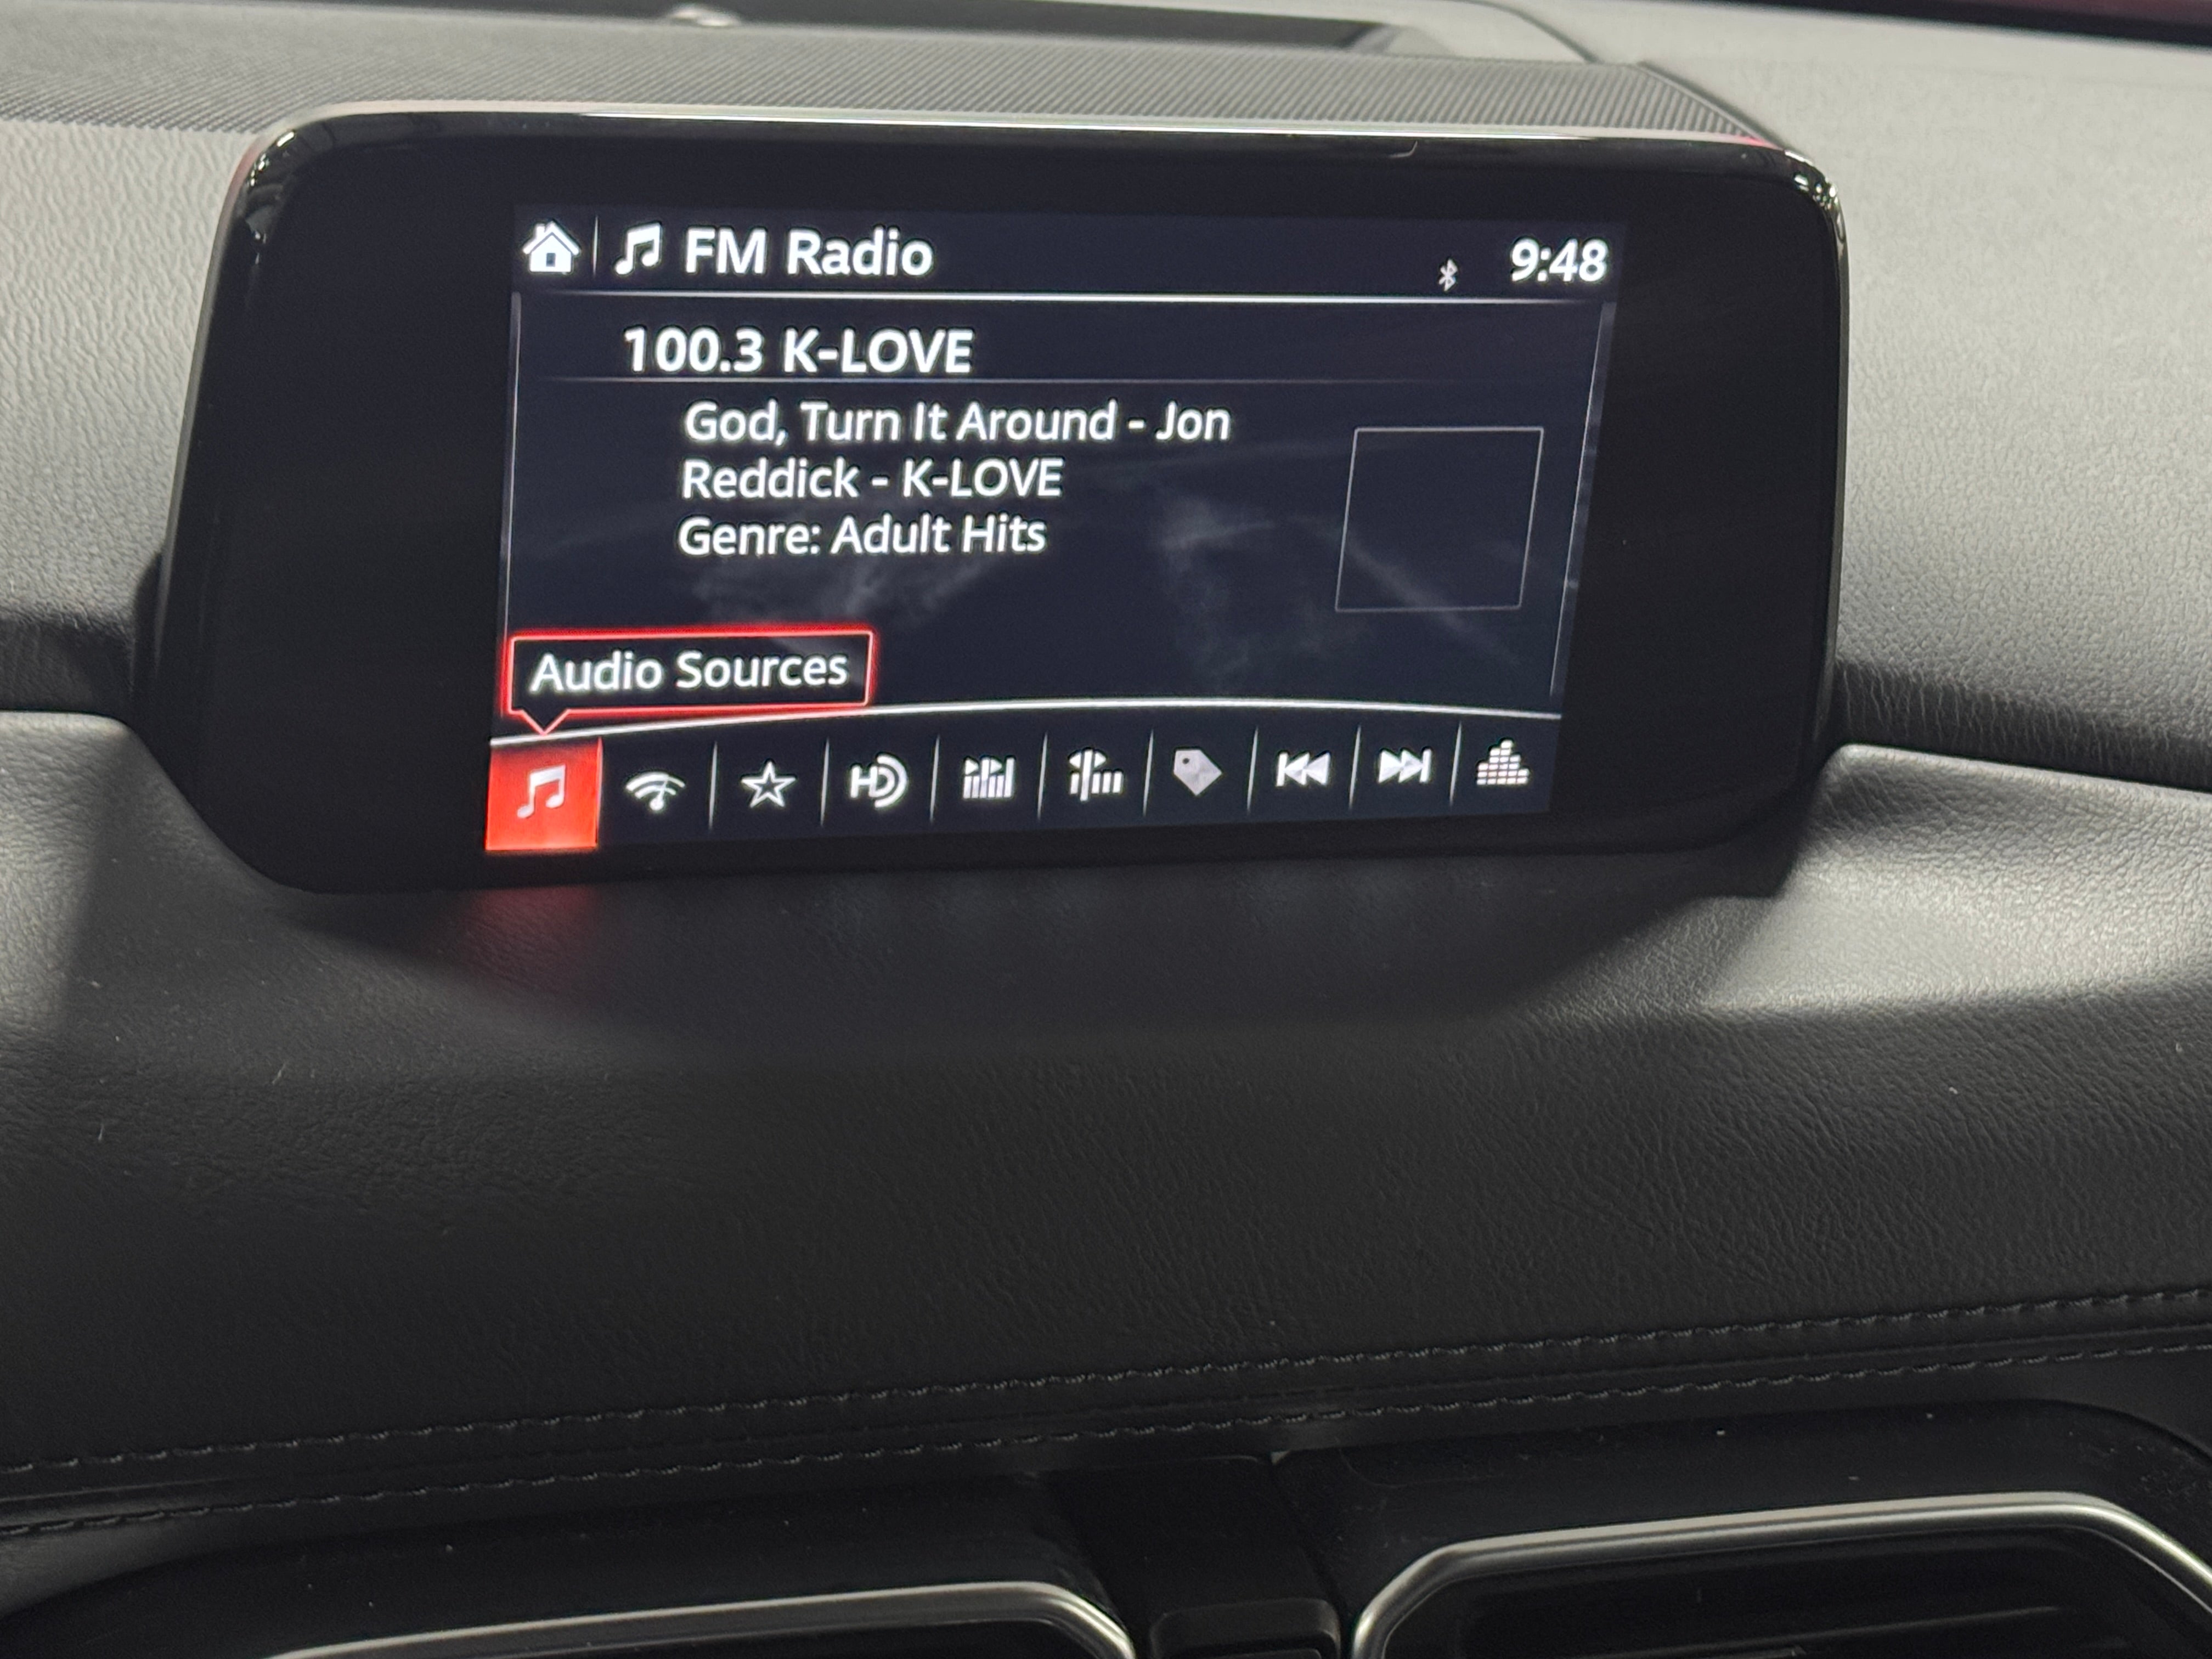 FM Radio
9:48
100.3 K-LOVE
God, Turn It Around - Jon
Reddick - K-LOVE
Genre: Adult Hits
Audio Sources
HD